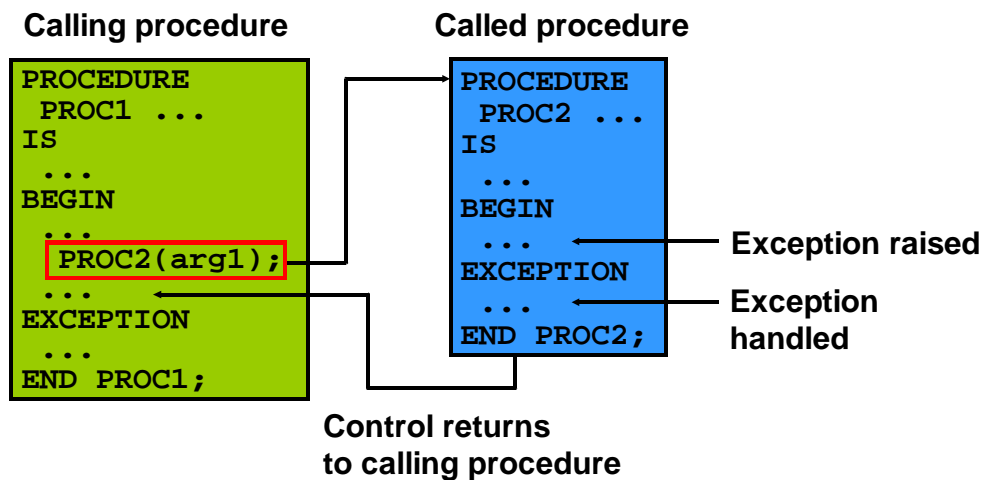 Calling procedure
PROCEDURE
PROC1 ...
IS
...
BEGIN
...
PROC2(arg1);
...
EXCEPTION
...
END PROC1;
Called procedure
PROCEDURE
PROC2 ...
IS
...
BEGIN
...
EXCEPTION
...
END PROC2;
Exception raised
Exception
handled
Control returns
to calling procedure